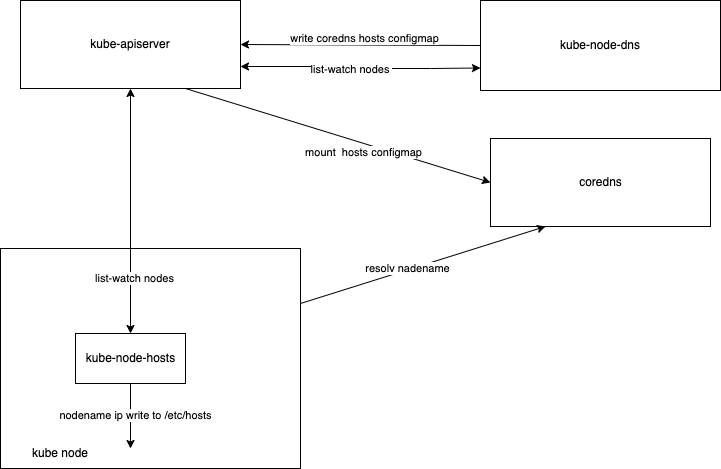 kube-apiserver
write coredns hosts configmap
kube-node-dns
list-watch nodes
mount hosts configmap
coredns
resolv nadename
list-watch nodes
kube-node-hosts
nodename ip write to /etc/hosts
kube node